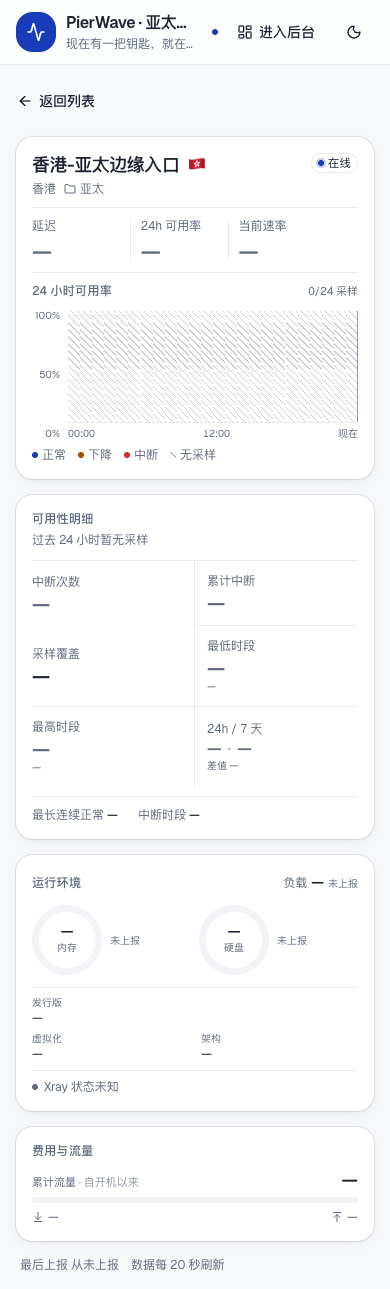 PierWave · 亚太...
现在有一把钥匙，就在...
进入后台
返回列表
香港-亚太边缘入口
在线
香港 亚太
延迟 24h 可用率 当前速率
— — —
24 小时可用率 0/24 采样
100%
50%
0% 00:00 12:00 现在
正常 下降 中断 无采样
可用性明细
过去 24 小时暂无采样
中断次数 累计中断
— —
采样覆盖 最低时段
— —
—
最高时段 24h / 7 天
— — · —
— 差值 —
最长连续正常 — 中断时段 —
运行环境 负载 — 未上报
— 未上报 — 未上报
内存 硬盘
发行版
—
虚拟化 架构
— —
Xray 状态未知
费用与流量
累计流量 · 自开机以来 —
— —
最后上报 从未上报 数据每 20 秒刷新